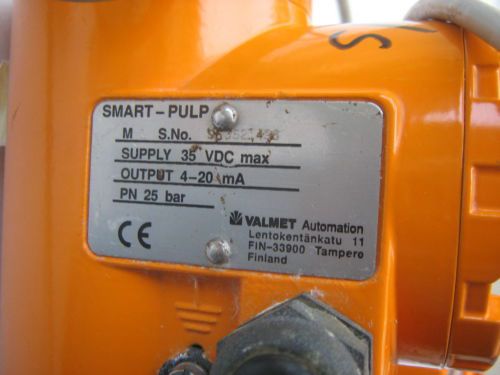 SMART-PULP
M S.No.
SUPPLY 35 VDC max
OUTPUT 4-20 mA
PN 25 bar
VALMET Automation
Lentokentänkatu 11
FIN-33900 Tampere
Finland
CE